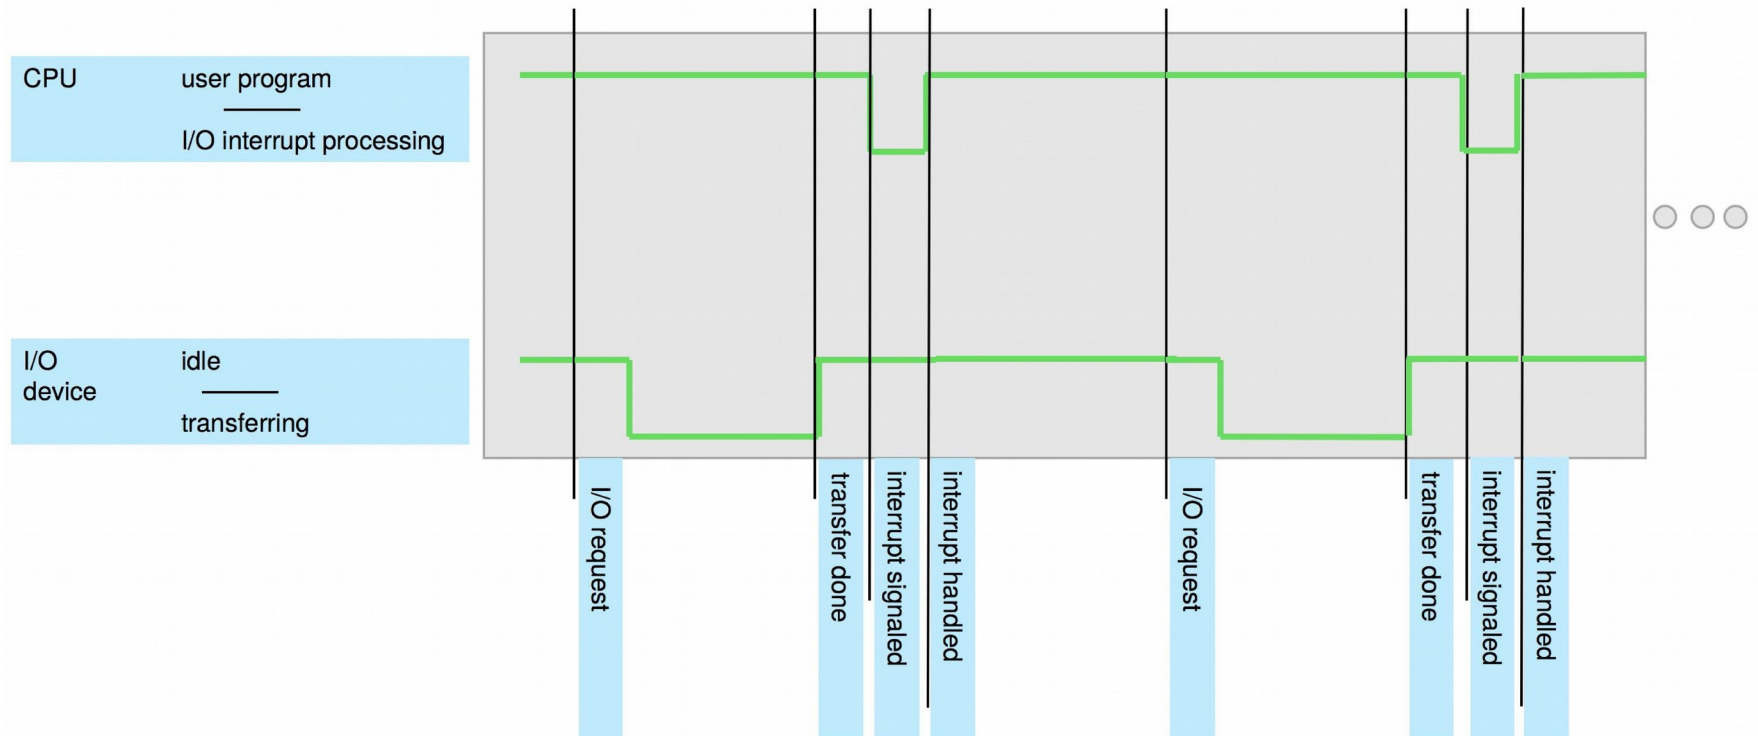 CPU
user program
I/O interrupt processing
I/O
device
idle
transferring
I/O request
transfer done
interrupt signaled
interrupt handled
I/O request
transfer done
interrupt signaled
interrupt handled